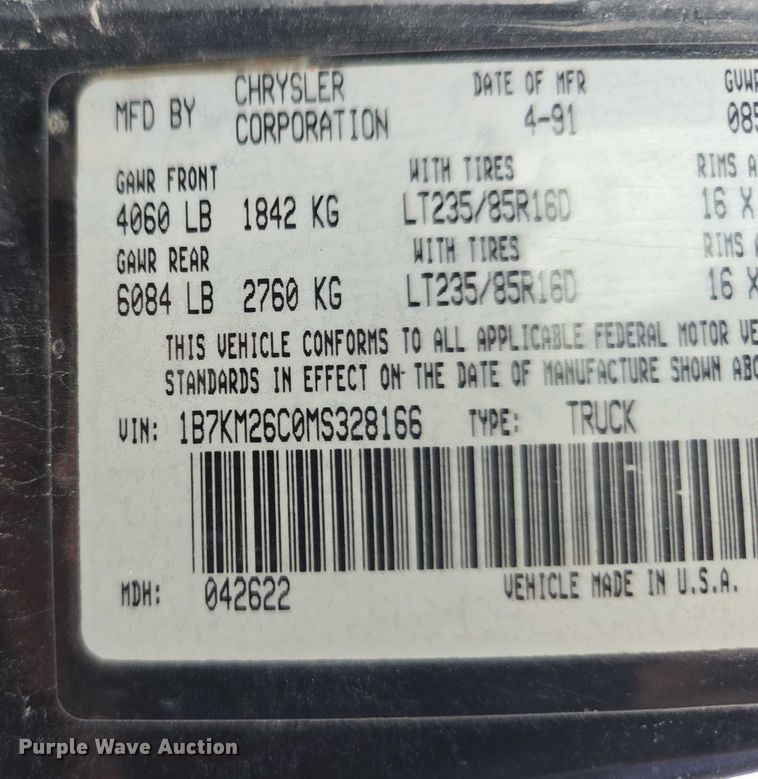 MFD BY CHRYSLER CORPORATION DATE OF MFR 4-91
GAWR FRONT WITH TIRES RIMS
4060 LB 1842 KG LT235/85R16D 16 X
GAWR REAR WITH TIRES RIMS
6084 LB 2760 KG LT235/85R16D 16 X
THIS VEHICLE CONFORMS TO ALL APPLICABLE FEDERAL MOTOR
STANDARDS IN EFFECT ON THE DATE OF MANUFACTURE SHOWN
VIN: 1B7KM26C0MS328166 TYPE: TRUCK
MDH: 042622 VEHICLE MADE IN U.S.A.
Purple Wave Auction